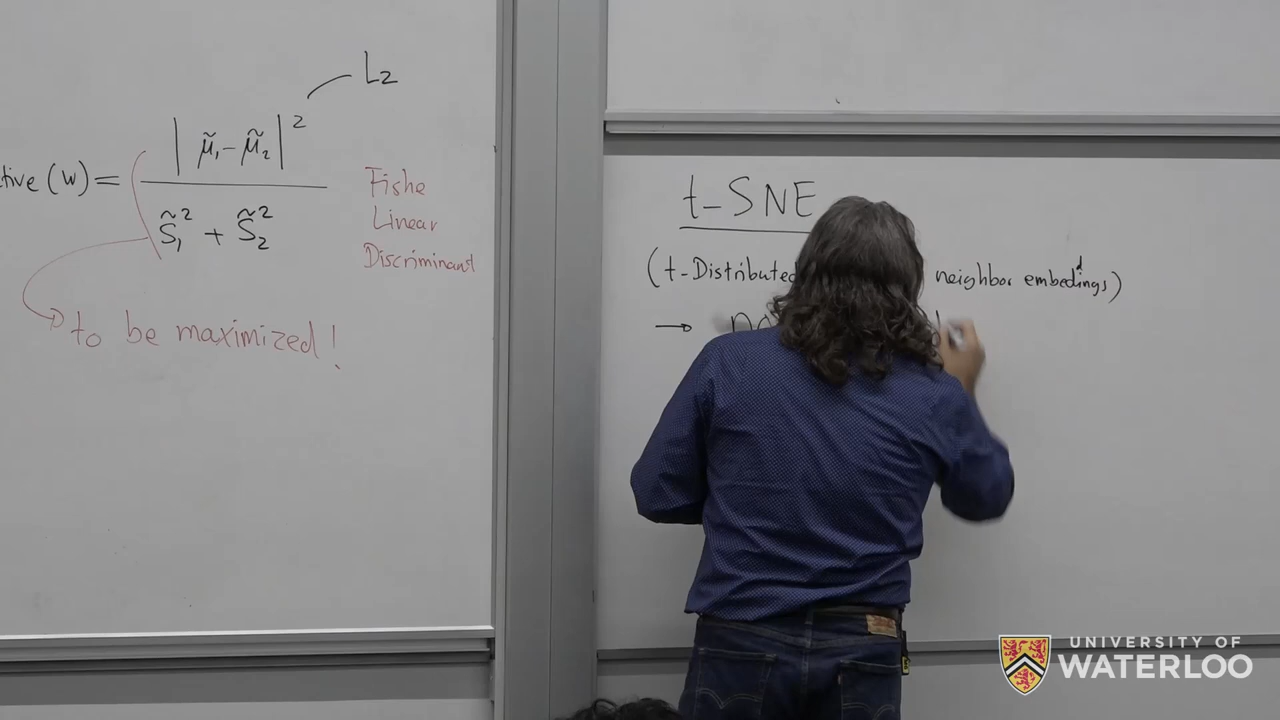 L2
| μ̃₁ - μ̃₂ |²
tive (W) =
S̃₁² + S̃₂²
Fishe
Linear
Discriminant
to be maximized!
t-SNE
(t-Distributed neighbor embeddings)
→
UNIVERSITY OF
WATERLOO